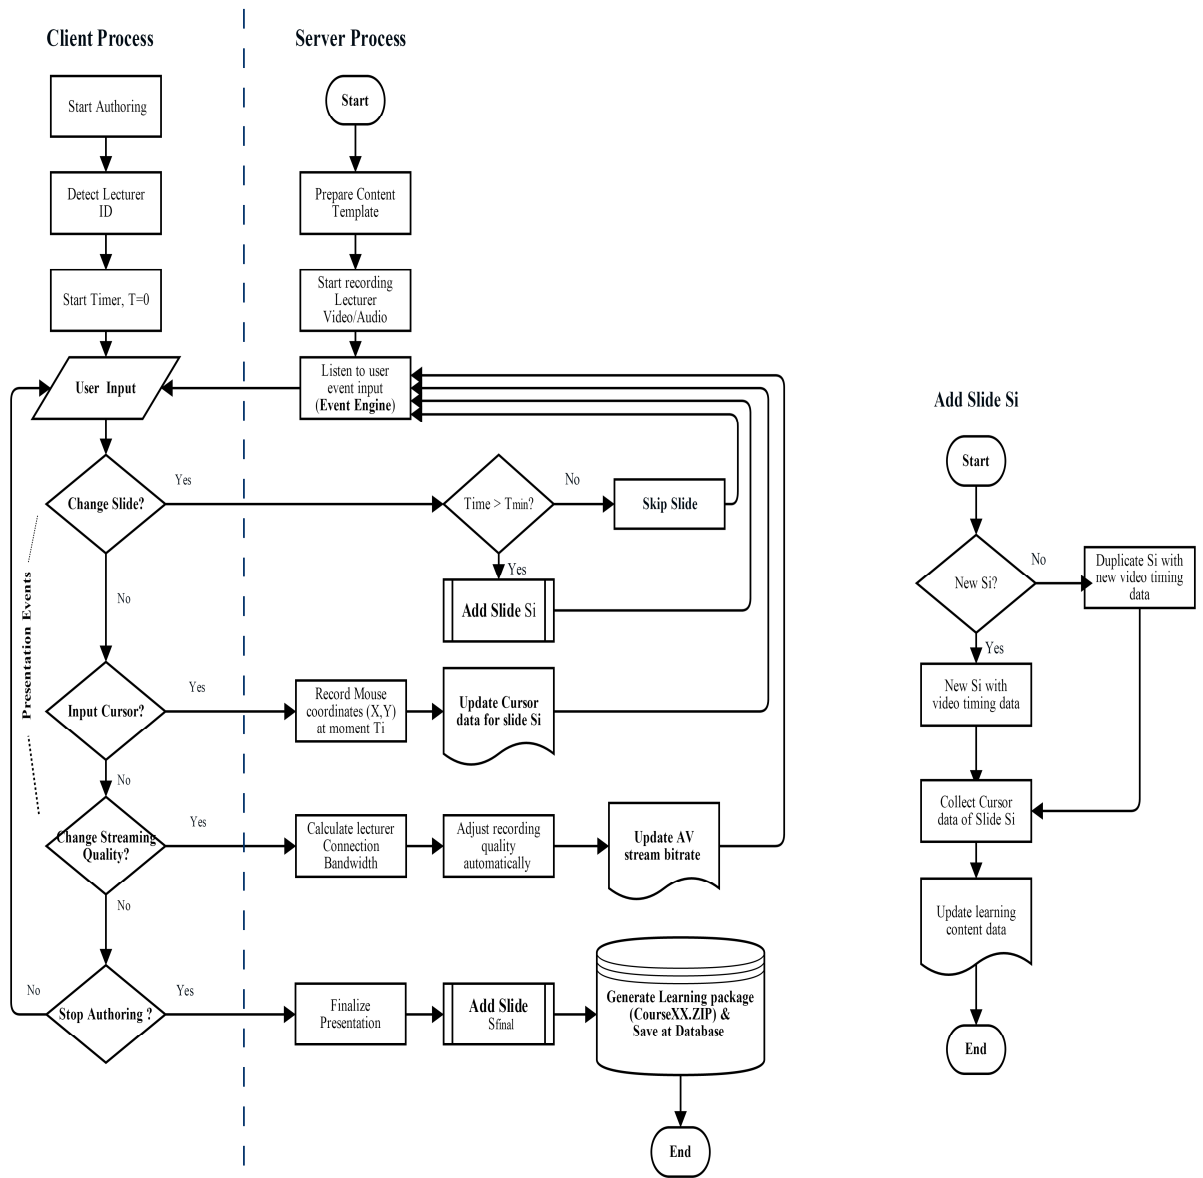 Client Process
Server Process
Start Authoring
Detect Lecturer
ID
Start Timer, T=0
User Input
Start
Prepare Content
Template
Start recording
Lecturer
Video/Audio
Listen to user
event input
(Event Engine)
Change Slide?
Yes
No
Time > Tmin?
No
Yes
Skip Slide
Add Slide Si
Presentation Events
Input Cursor?
Yes
No
Record Mouse
coordinates (X,Y)
at moment Ti
Update Cursor
data for slide Si
Change Streaming
Quality?
Yes
No
Calculate lecturer
Connection
Bandwidth
Adjust recording
quality
automatically
Update AV
stream bitrate
Stop Authoring ?
No
Yes
Finalize
Presentation
Add Slide
Sfinal
Generate Learning package
(CourseXX.ZIP) &
Save at Database
End
Add Slide Si
Start
New Si?
No
Yes
Duplicate Si with
new video timing
data
New Si with
video timing data
Collect Cursor
data of Slide Si
Update learning
content data
End